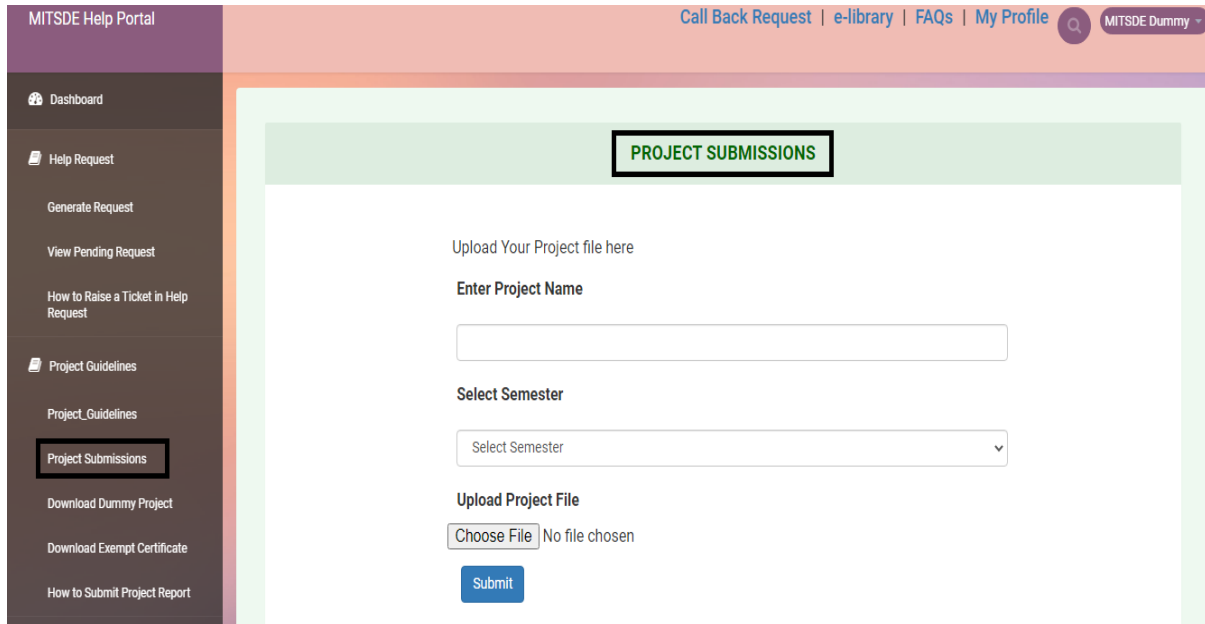 MITSDE Help Portal
Call Back Request | e-library | FAQs | My Profile
MITSDE Dummy
Dashboard
Help Request
Generate Request
View Pending Request
How to Raise a Ticket in Help
Request
Project Guidelines
Project_Guidelines
Project Submissions
Download Dummy Project
Download Exempt Certificate
How to Submit Project Report
PROJECT SUBMISSIONS
Upload Your Project file here
Enter Project Name
Select Semester
Select Semester
Upload Project File
Choose File No file chosen
Submit